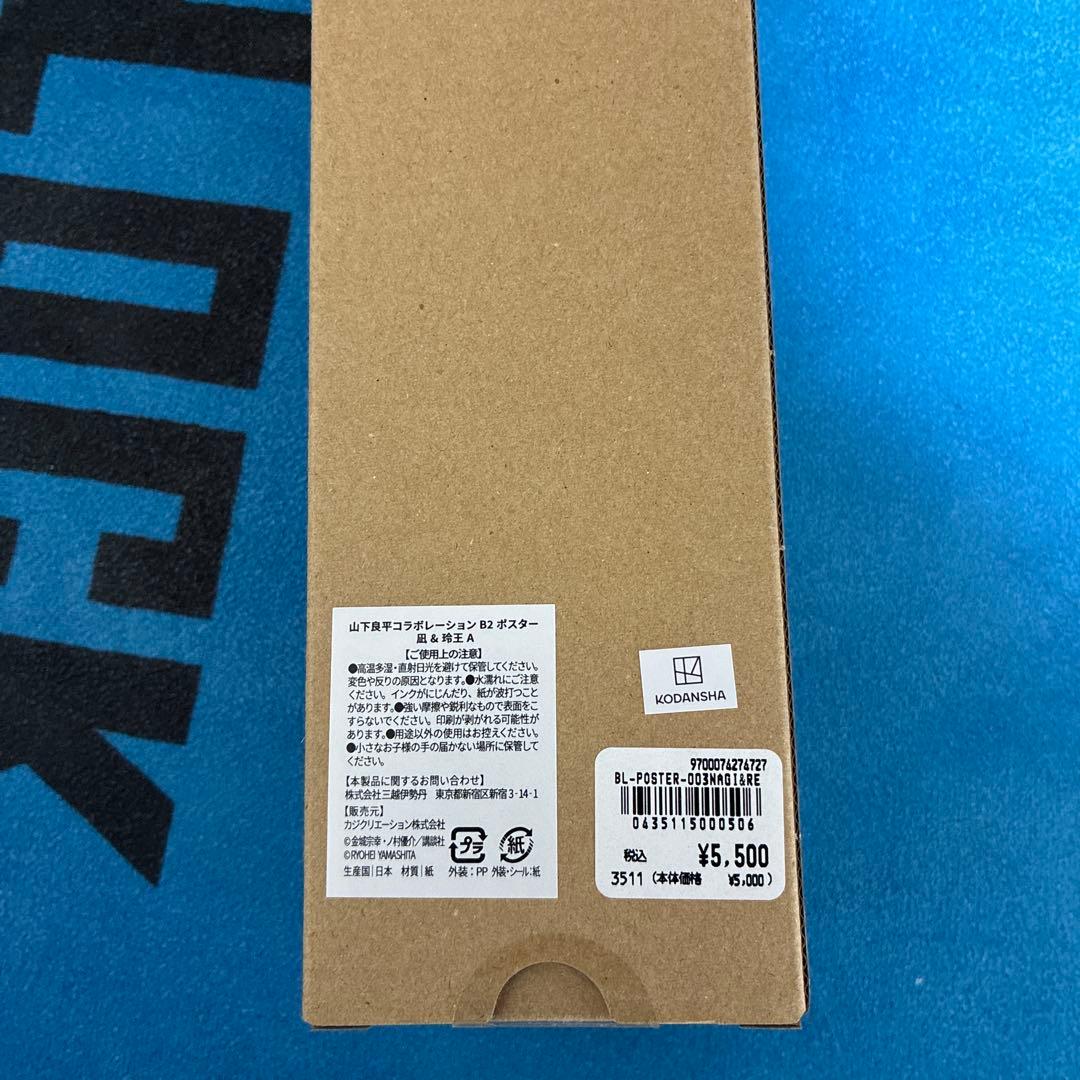 LOCK
山下良平コラボレーション B2 ポスター
凪 & 玲王 A
【ご使用上の注意】
●高温多湿・直射日光を避けて保管してください。
変色や反りの原因となります。●水濡れにご注意
ください。インクがにじんだり、紙が波打つこと
があります。●強い摩擦や鋭利なもので表面をこ
すらないでください。印刷が剥がれる可能性が
あります。●用途以外の使用はお控えください。
●小さなお子様の手の届かない場所に保管して
ください。
【本製品に関するお問い合わせ】
株式会社三越伊勢丹 東京都新宿区新宿3-14-1
【販売元】
カジクリエーション株式会社
©金城宗幸・ノ村優介/講談社
©RYOHEI YAMASHITA
生産国|日本 材質|紙
プラ
外装:PP
紙
外装・シール:紙
KODANSHA
9700074274727
BL-POSTER-003NAGI&RE
0435115000506
税込 ¥5,500
3511 (本体価格 ¥5,000)